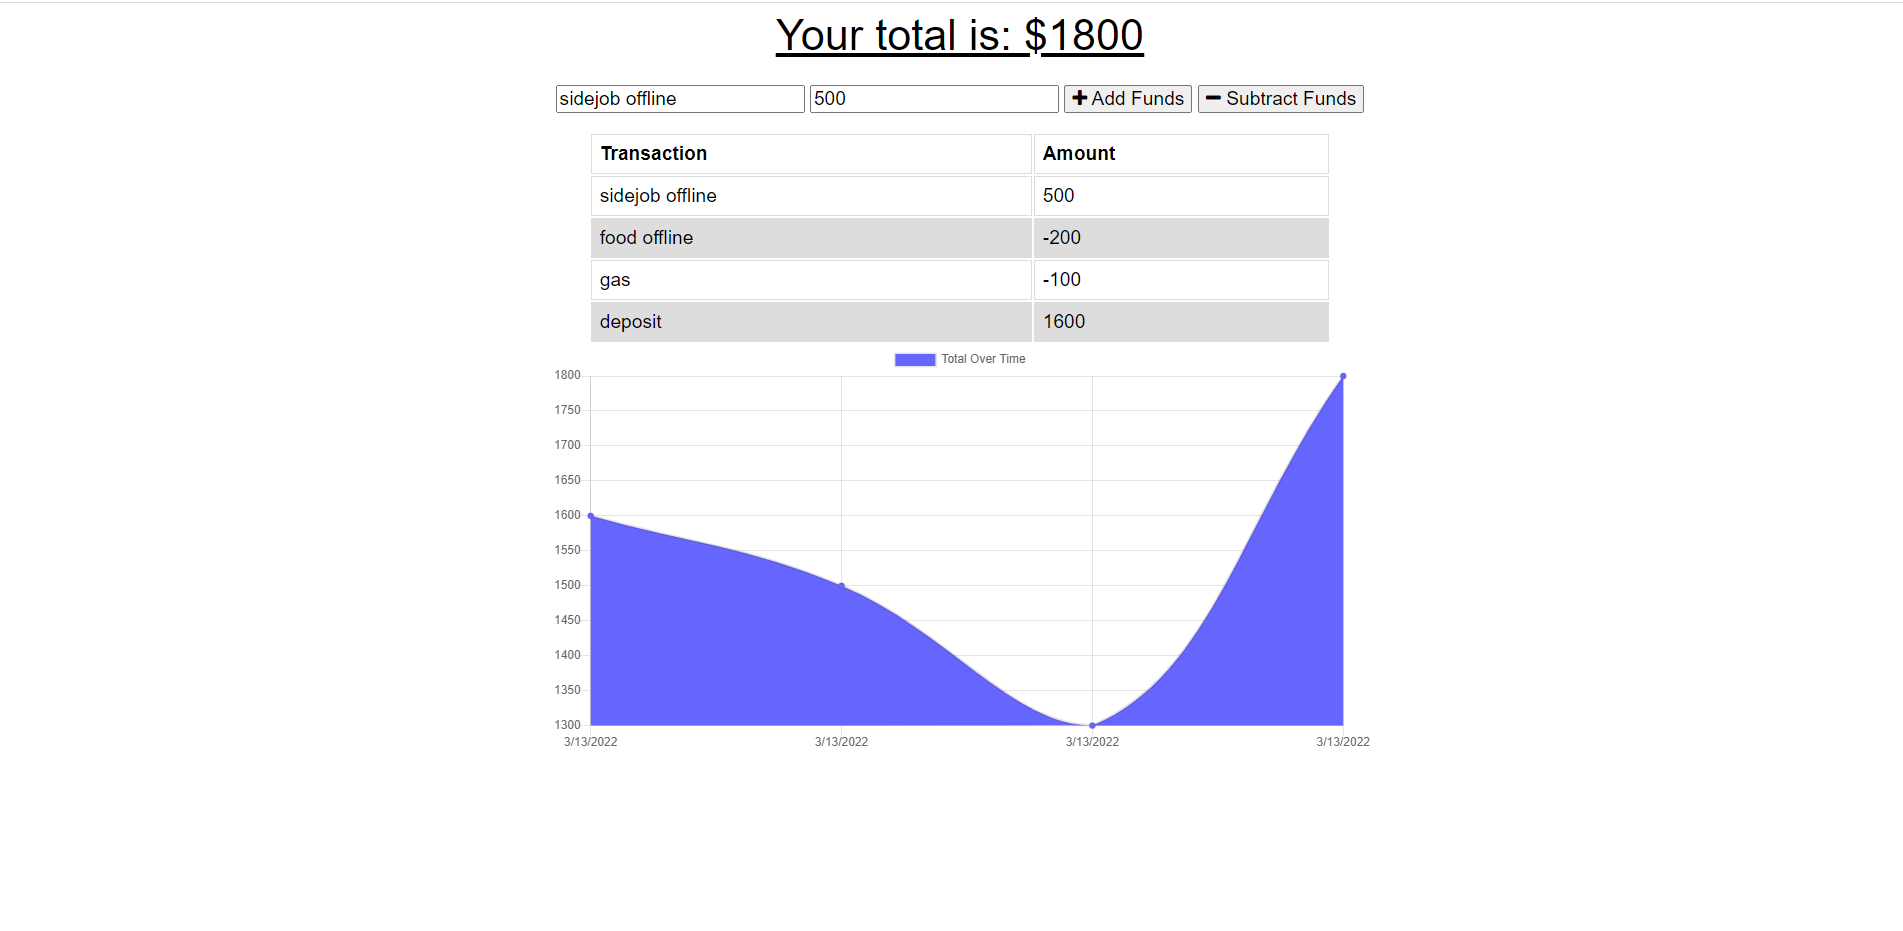 Your total is: $1800
sidejob offline 500 Add Funds Subtract Funds
Transaction Amount
sidejob offline 500
food offline -200
gas -100
deposit 1600
Total Over Time
1800
1750
1700
1650
1600
1550
1500
1450
1400
1350
1300
3/13/2022 3/13/2022 3/13/2022 3/13/2022